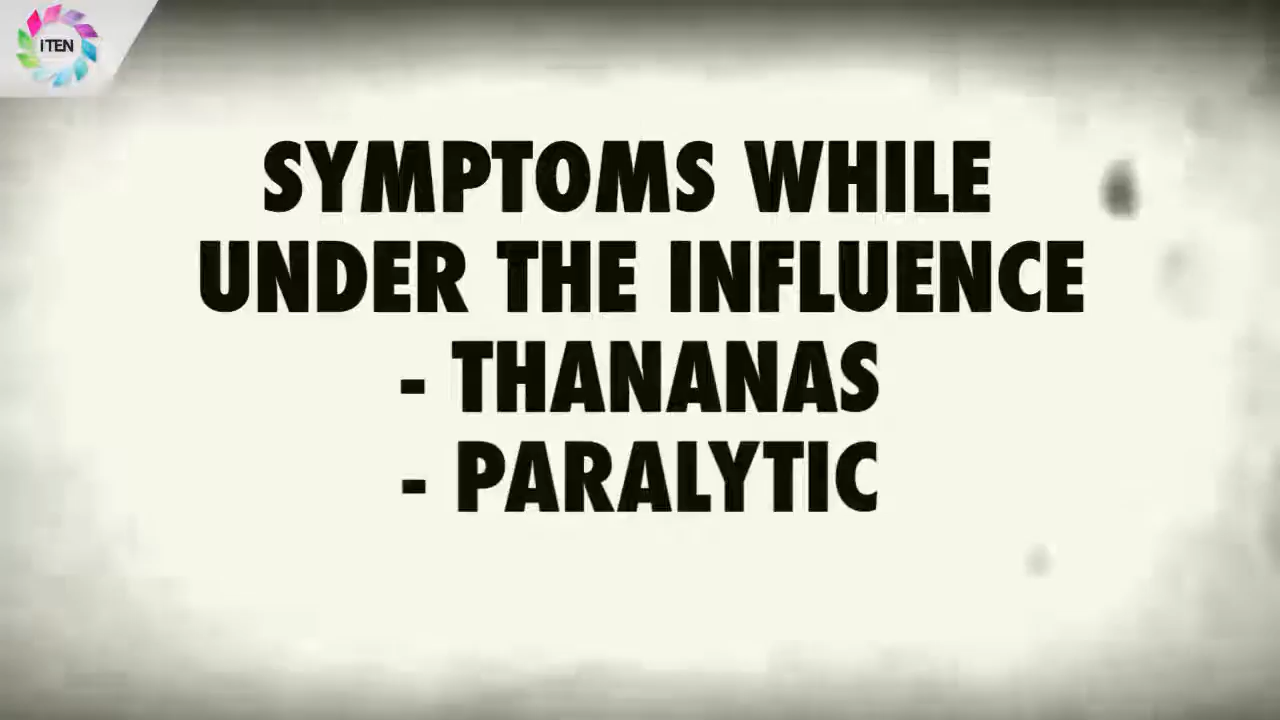 ITEN
SYMPTOMS WHILE
UNDER THE INFLUENCE
- THANANAS
- PARALYTIC